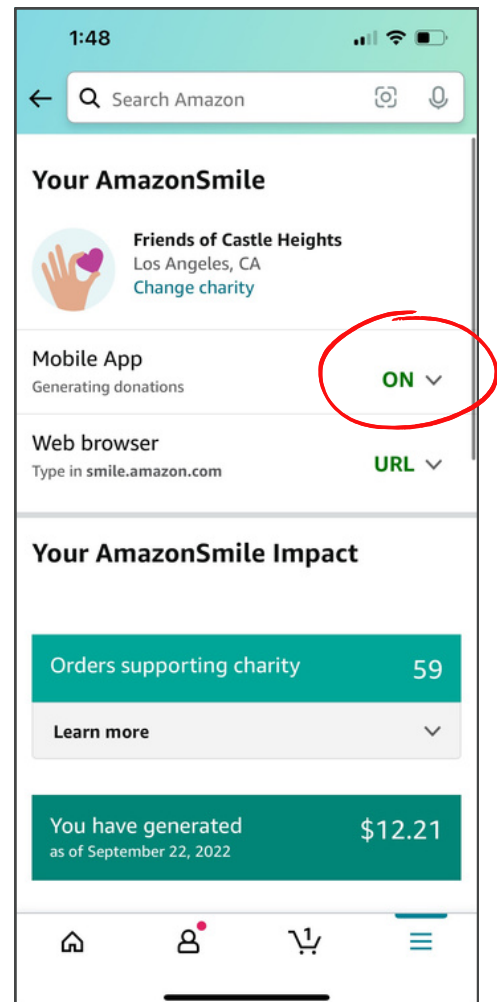 1:48
Search Amazon
Your AmazonSmile
Friends of Castle Heights
Los Angeles, CA
Change charity
Mobile App
Generating donations
ON
Web browser
Type in smile.amazon.com
URL
Your AmazonSmile Impact
Orders supporting charity 59
Learn more
You have generated
as of September 22, 2022
$12.21
1